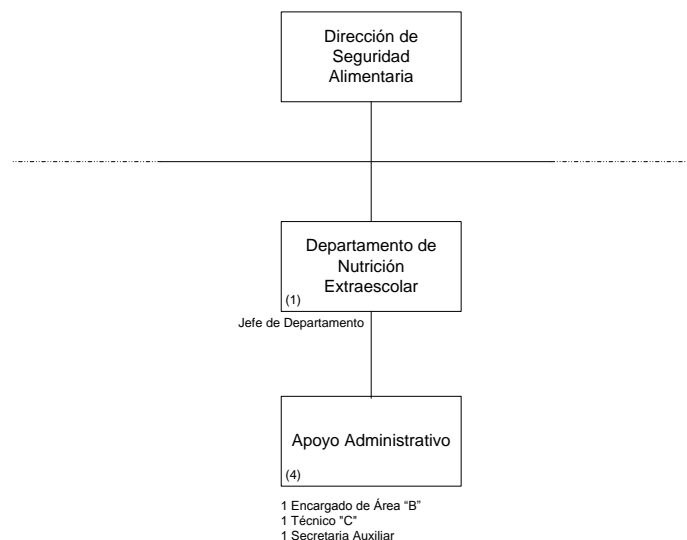 Dirección de
Seguridad
Alimentaria
Departamento de
Nutrición
Extraescolar
(1)
Jefe de Departamento
Apoyo Administrativo
(4)
1 Encargado de Área “B”
1 Técnico "C"
1 Secretaria Auxiliar